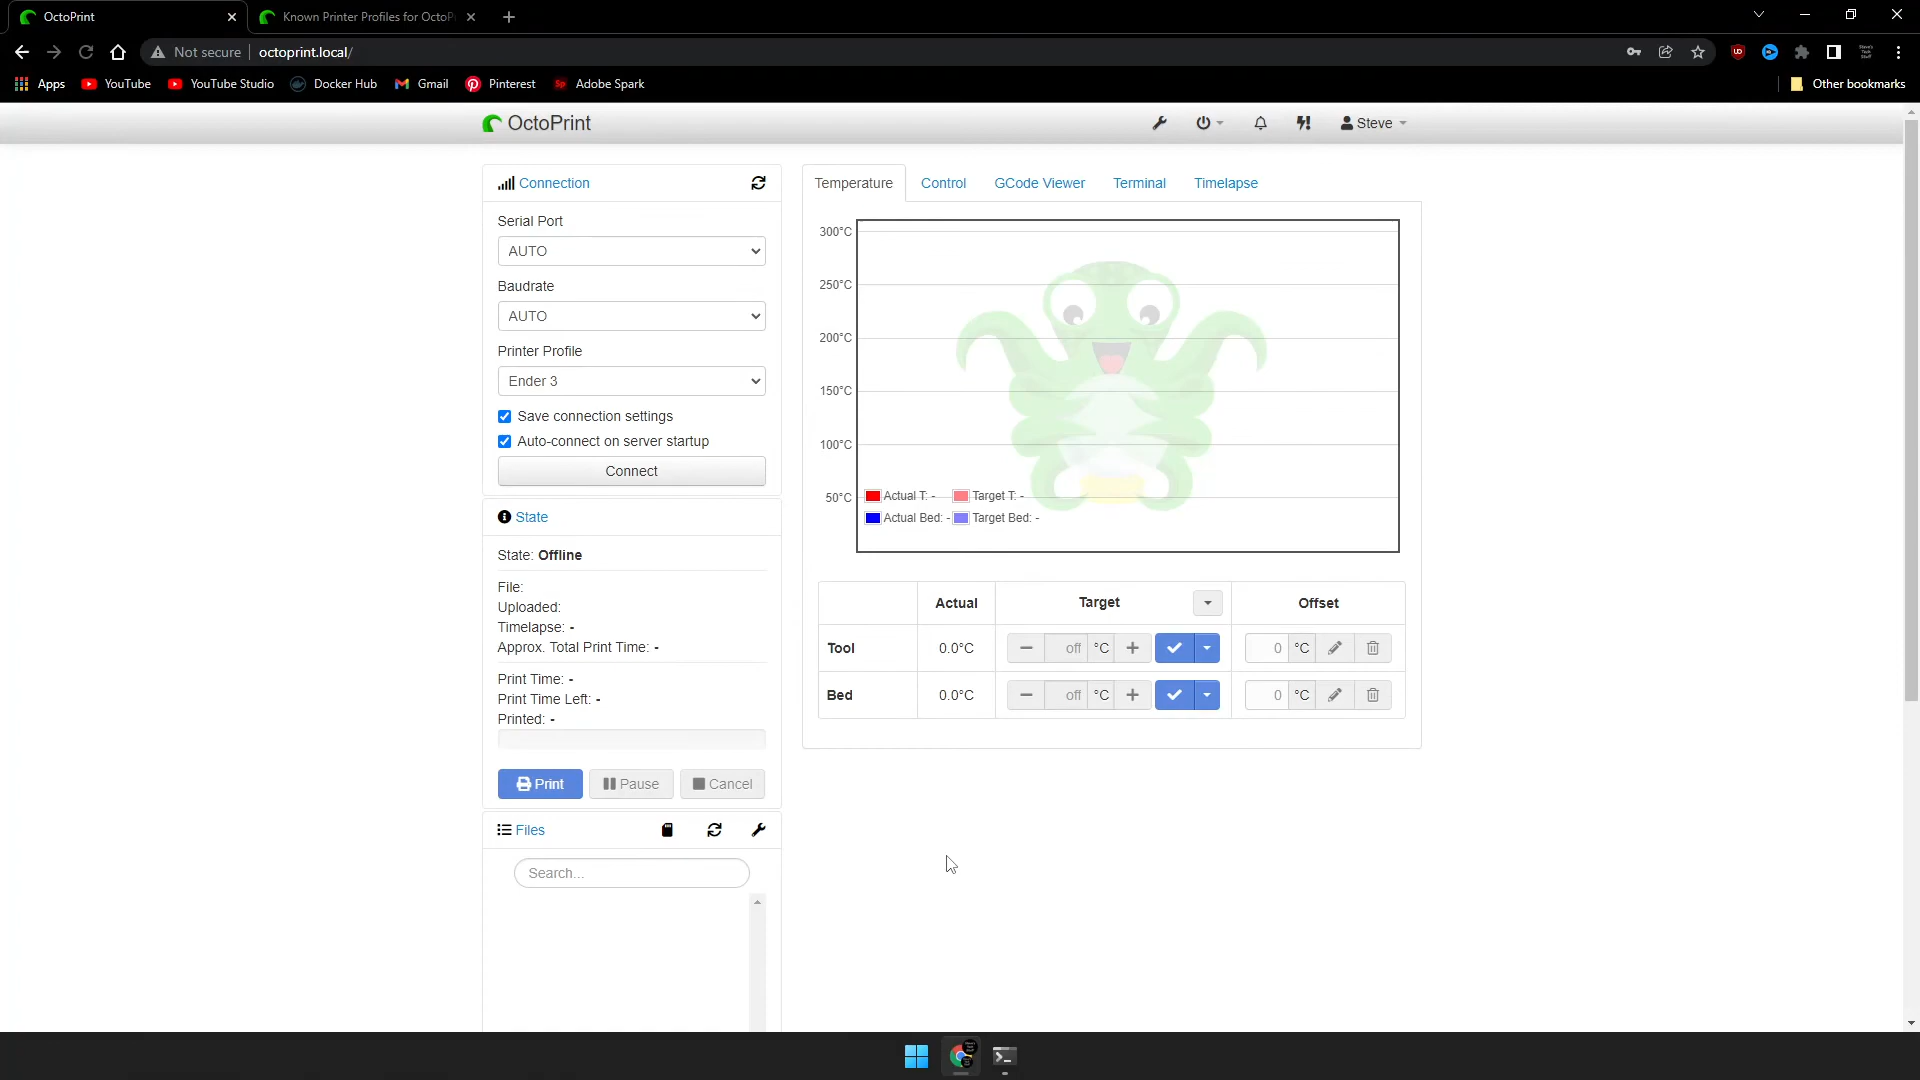 OctoPrint
Known Printer Profiles for OctoP
Not secure
octoprint.local/
Apps
YouTube
YouTube Studio
Docker Hub
Gmail
Pinterest
Sp
Adobe Spark
Other bookmarks
OctoPrint
Steve
Connection
Serial Port
AUTO
Baudrate
AUTO
Printer Profile
Ender 3
Save connection settings
Auto-connect on server startup
Connect
State
State: Offline
File:
Uploaded:
Timelapse: -
Approx. Total Print Time: -
Print Time: -
Print Time Left: -
Printed: -
Print
Pause
Cancel
Files
Search...
Temperature
Control
GCode Viewer
Terminal
Timelapse
300°C
250°C
200°C
150°C
100°C
50°C
Actual T: -
Target T: -
Actual Bed: -
Target Bed: -
Actual
Target
Offset
Tool
0.0°C
off
°C
0
°C
Bed
0.0°C
off
°C
0
°C